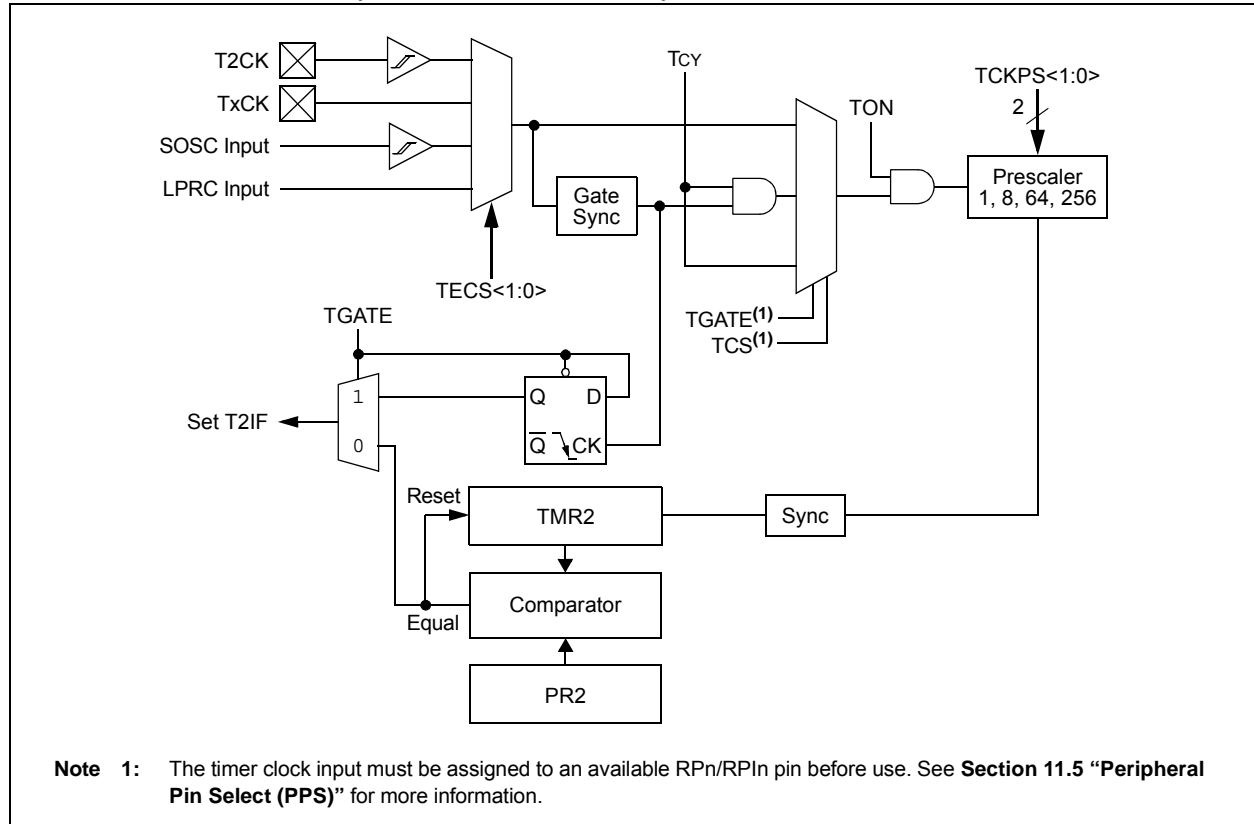 T2CK
TxCK
SOSC Input
LPRC Input
TCY
TCKPS<1:0>
2
TON
Prescaler
1, 8, 64, 256
Gate
Sync
TECS<1:0>
TGATE(1)
TCS(1)
TGATE
1
0
Set T2IF
Q D
Q CK
Reset
TMR2
Sync
Comparator
Equal
PR2
Note 1: The timer clock input must be assigned to an available RPn/RPIn pin before use. See Section 11.5 “Peripheral
Pin Select (PPS)” for more information.